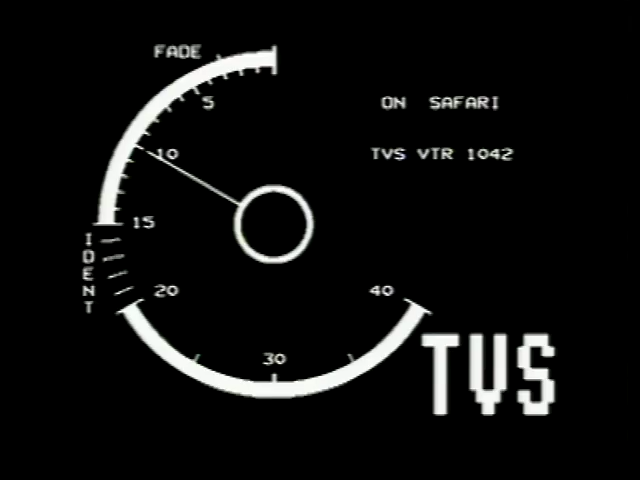 FADE
5
ON SAFARI
10
TVS VTR 1042
15
IDENT
20
40
30
TVS